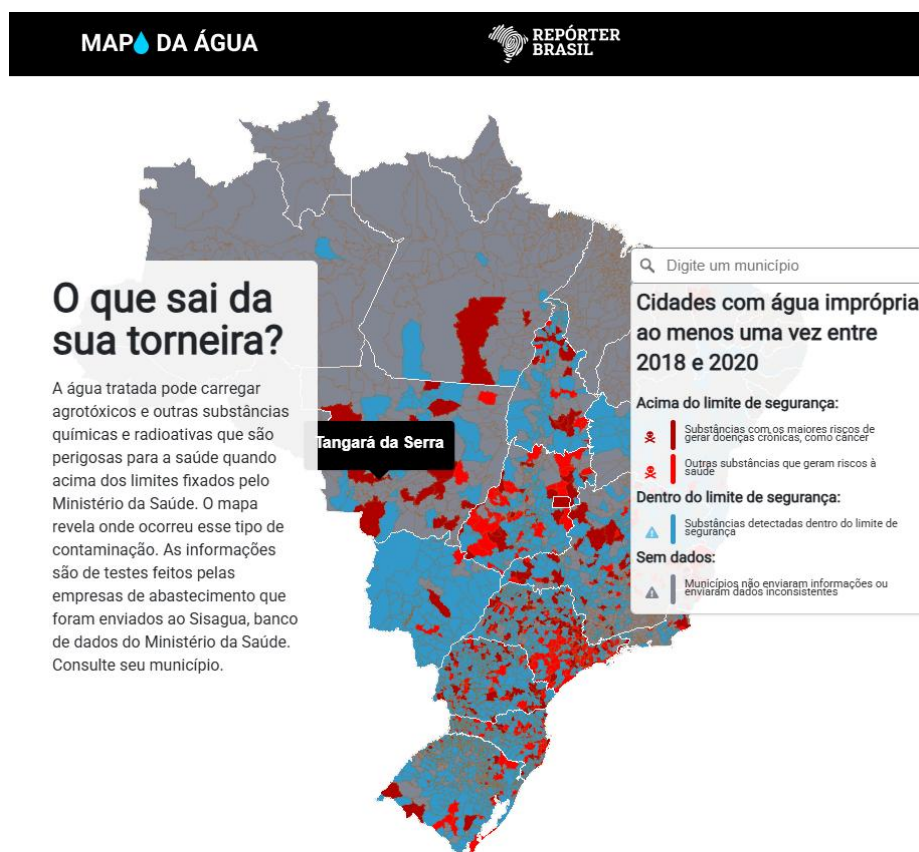 MAPA DA ÁGUA
REPÓRTER
BRASIL
O que sai da
sua torneira?
A água tratada pode carregar
agrotóxicos e outras substâncias
químicas e radioativas que são
perigosas para a saúde quando
acima dos limites fixados pelo
Ministério da Saúde. O mapa
revela onde ocorreu esse tipo de
contaminação. As informações
são de testes feitos pelas
empresas de abastecimento que
foram enviados ao Sisagua, banco
de dados do Ministério da Saúde.
Consulte seu município.
Tangará da Serra
Digite um município
Cidades com água imprópria
ao menos uma vez entre
2018 e 2020
Acima do limite de segurança:
Substâncias com os maiores riscos de
gerar doenças crônicas, como câncer
Outras substâncias que geram riscos à
saúde
Dentro do limite de segurança:
Substâncias detectadas dentro do limite de
segurança
Sem dados:
Municípios não enviaram informações ou
enviaram dados inconsistentes